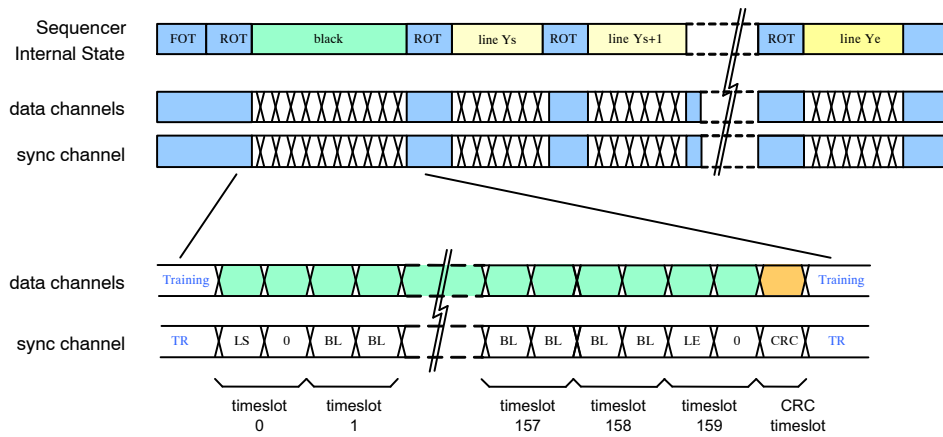 Sequencer
Internal State
FOT ROT black ROT line Ys ROT line Ys+1 ROT line Ye
data channels
sync channel
data channels Training Training
sync channel TR LS 0 BL BL BL BL BL BL LE 0 CRC TR
timeslot timeslot timeslot timeslot timeslot CRC
0 1 157 158 159 timeslot